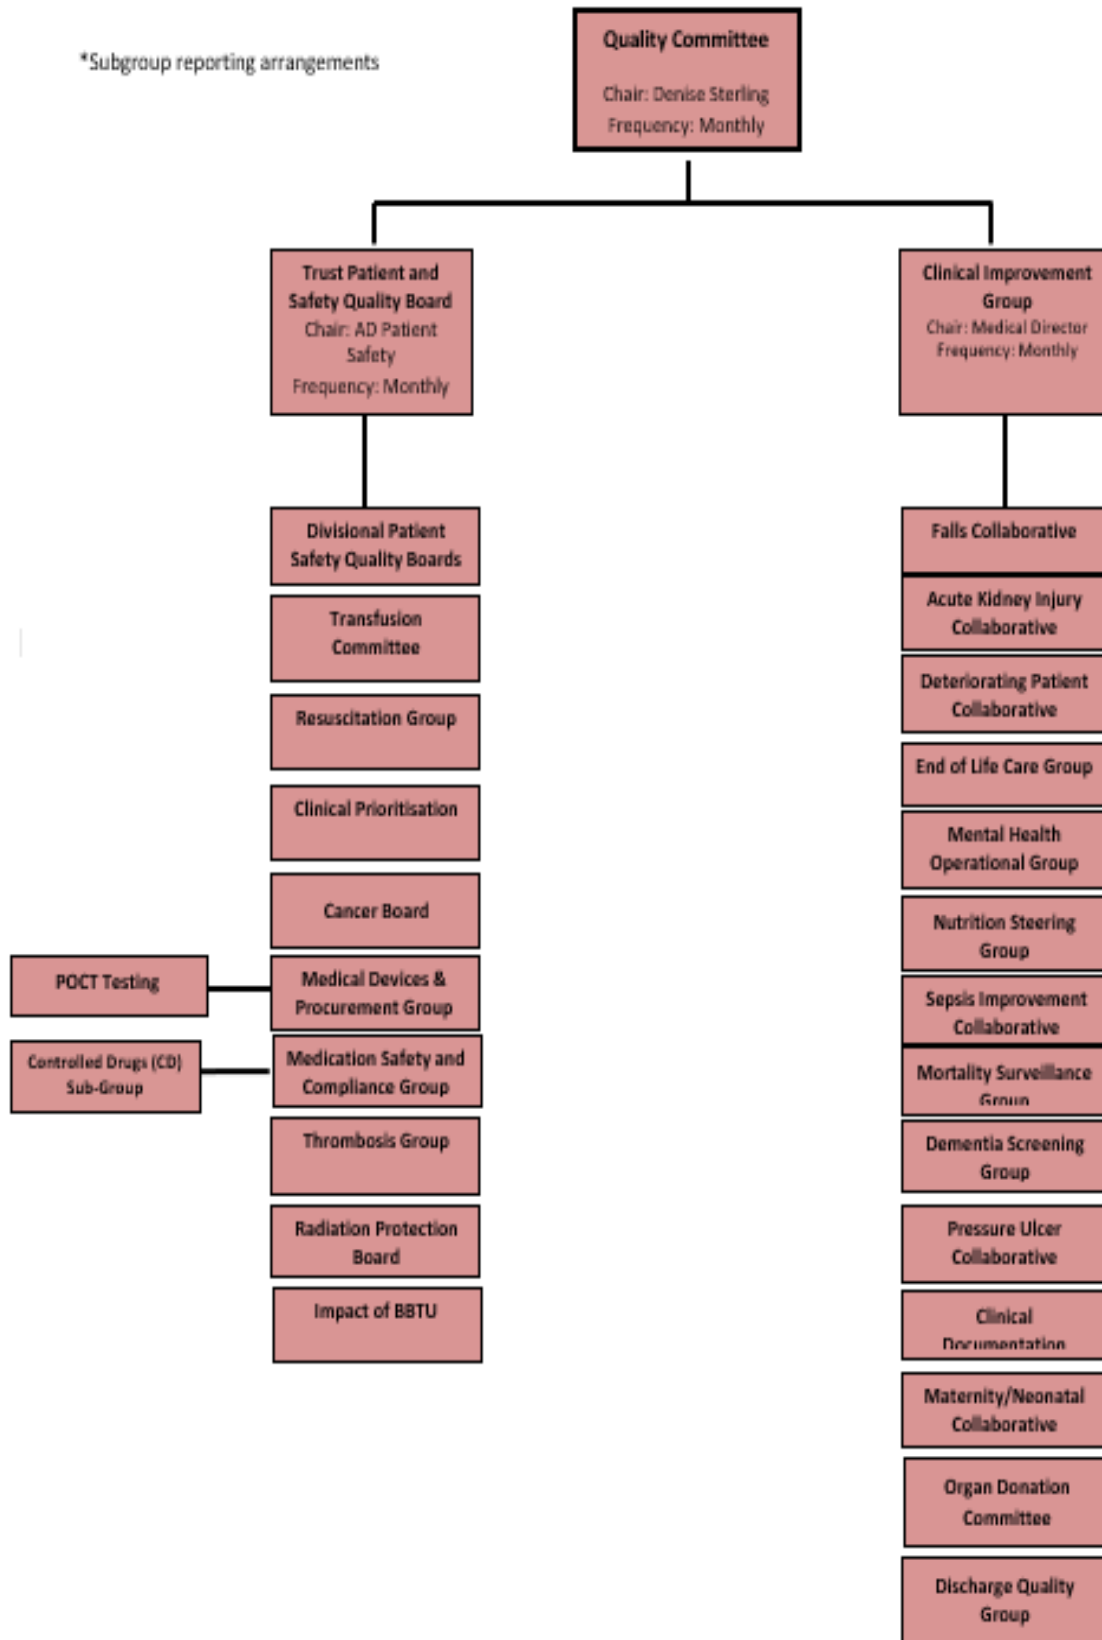 *Subgroup reporting arrangements
Quality Committee
Chair: Denise Sterling
Frequency: Monthly
Trust Patient and
Safety Quality Board
Chair: AD Patient
Safety
Frequency: Monthly
Clinical Improvement
Group
Chair: Medical Director
Frequency: Monthly
Divisional Patient
Safety Quality Boards
Transfusion
Committee
Resuscitation Group
Clinical Prioritisation
Cancer Board
POCT Testing
Medical Devices &
Procurement Group
Controlled Drugs (CD)
Sub-Group
Medication Safety and
Compliance Group
Thrombosis Group
Radiation Protection
Board
Impact of BBTU
Falls Collaborative
Acute Kidney Injury
Collaborative
Deteriorating Patient
Collaborative
End of Life Care Group
Mental Health
Operational Group
Nutrition Steering
Group
Sepsis Improvement
Collaborative
Mortality Surveillance
Group
Dementia Screening
Group
Pressure Ulcer
Collaborative
Clinical
Documentation
Maternity/Neonatal
Collaborative
Organ Donation
Committee
Discharge Quality
Group